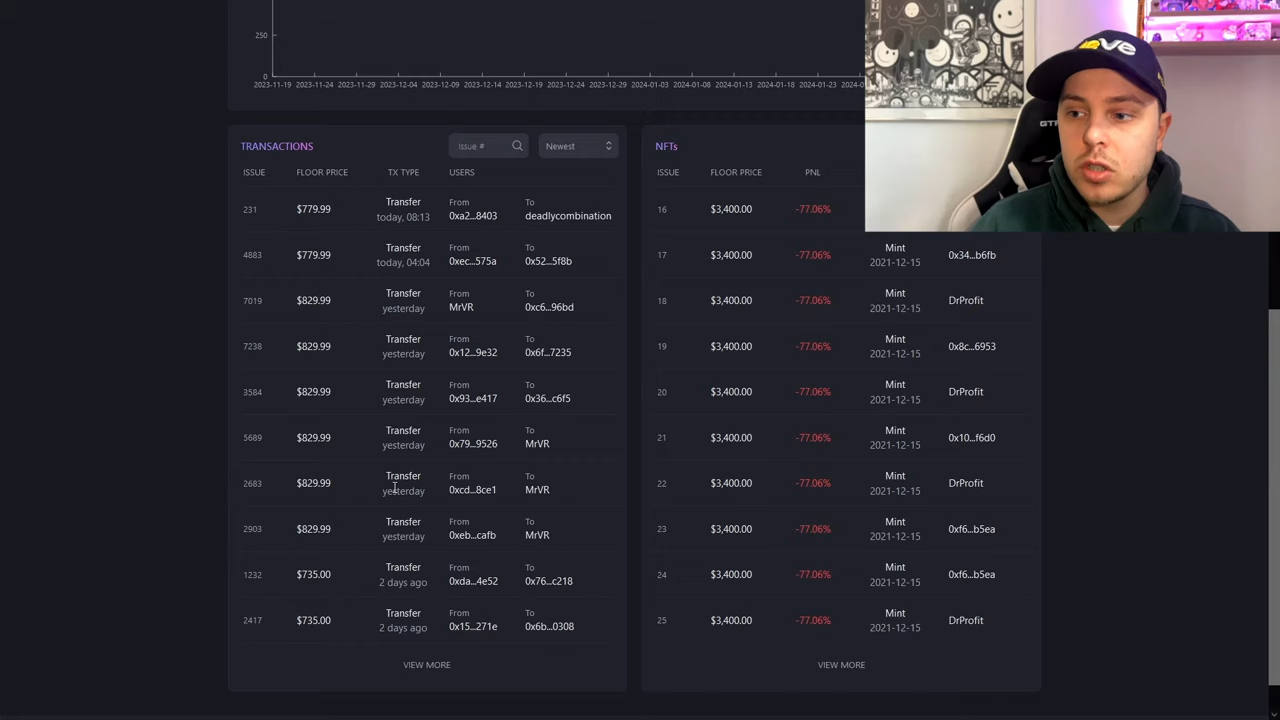 250
0
2023-11-19 2023-11-24 2023-11-29 2023-12-04 2023-12-09 2023-12-14 2023-12-19 2023-12-24 2023-12-29 2024-01-03 2024-01-08 2024-01-13 2024-01-18 2024-01-23 2024-01
TRANSACTIONS
Issue #
Newest
ISSUE FLOOR PRICE TX TYPE USERS
231 $779.99 Transfer From To
today, 08:13 0xa2...8403 deadlycombination
4883 $779.99 Transfer From To
today, 04:04 0xec...575a 0x52...5f8b
7019 $829.99 Transfer From To
yesterday MrVR 0xc6...96bd
7238 $829.99 Transfer From To
yesterday 0x12...9e32 0x6f...7235
3584 $829.99 Transfer From To
yesterday 0x93...e417 0x36...c6f5
5689 $829.99 Transfer From To
yesterday 0x79...9526 MrVR
2683 $829.99 Transfer From To
yesterday 0xcd...8ce1 MrVR
2903 $829.99 Transfer From To
yesterday 0xeb...cafb MrVR
1232 $735.00 Transfer From To
2 days ago 0xda...4e52 0x76...c218
2417 $735.00 Transfer From To
2 days ago 0x15...271e 0x6b...0308
VIEW MORE
NFTs
ISSUE FLOOR PRICE PNL
16 $3,400.00 -77.06%
17 $3,400.00 -77.06% Mint 0x34...b6fb
2021-12-15
18 $3,400.00 -77.06% Mint DrProfit
2021-12-15
19 $3,400.00 -77.06% Mint 0x8c...6953
2021-12-15
20 $3,400.00 -77.06% Mint DrProfit
2021-12-15
21 $3,400.00 -77.06% Mint 0x10...f6d0
2021-12-15
22 $3,400.00 -77.06% Mint DrProfit
2021-12-15
23 $3,400.00 -77.06% Mint 0xf6...b5ea
2021-12-15
24 $3,400.00 -77.06% Mint 0xf6...b5ea
2021-12-15
25 $3,400.00 -77.06% Mint DrProfit
2021-12-15
VIEW MORE
GT